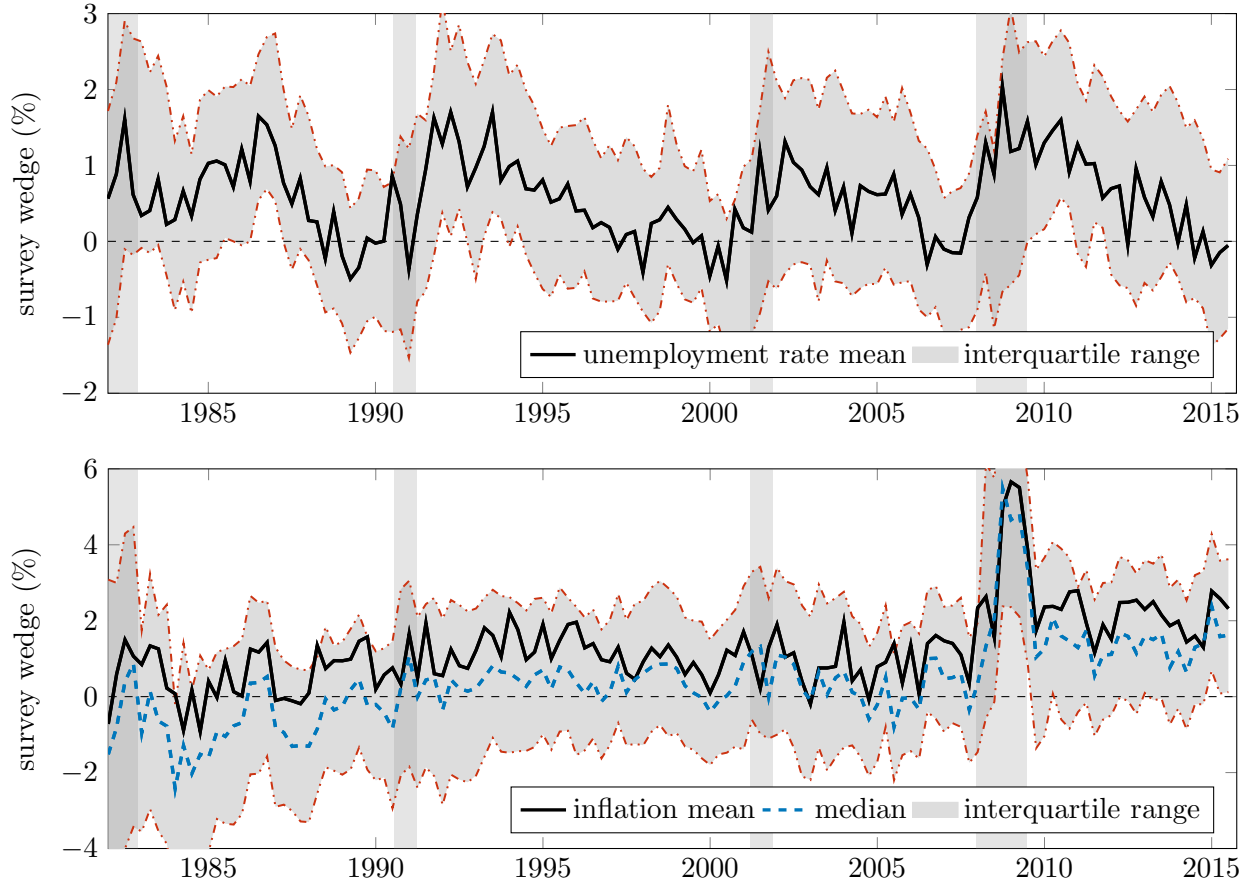 3
2
1
0
−1
−2
survey wedge (%)
unemployment rate mean interquartile range
1985 1990 1995 2000 2005 2010 2015
6
4
2
0
−2
−4
survey wedge (%)
inflation mean median interquartile range
1985 1990 1995 2000 2005 2010 2015